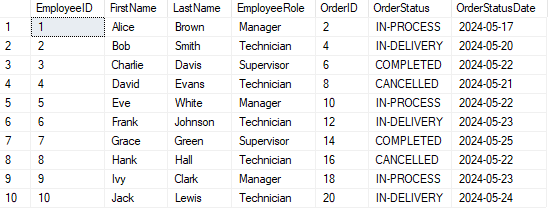 EmployeeID FirstName LastName EmployeeRole OrderID OrderStatus OrderStatusDate
1 1 Alice Brown Manager 2 IN-PROCESS 2024-05-17
2 2 Bob Smith Technician 4 IN-DELIVERY 2024-05-20
3 3 Charlie Davis Supervisor 6 COMPLETED 2024-05-22
4 4 David Evans Technician 8 CANCELLED 2024-05-21
5 5 Eve White Manager 10 IN-PROCESS 2024-05-22
6 6 Frank Johnson Technician 12 IN-DELIVERY 2024-05-23
7 7 Grace Green Supervisor 14 COMPLETED 2024-05-25
8 8 Hank Hall Technician 16 CANCELLED 2024-05-22
9 9 Ivy Clark Manager 18 IN-PROCESS 2024-05-23
10 10 Jack Lewis Technician 20 IN-DELIVERY 2024-05-24